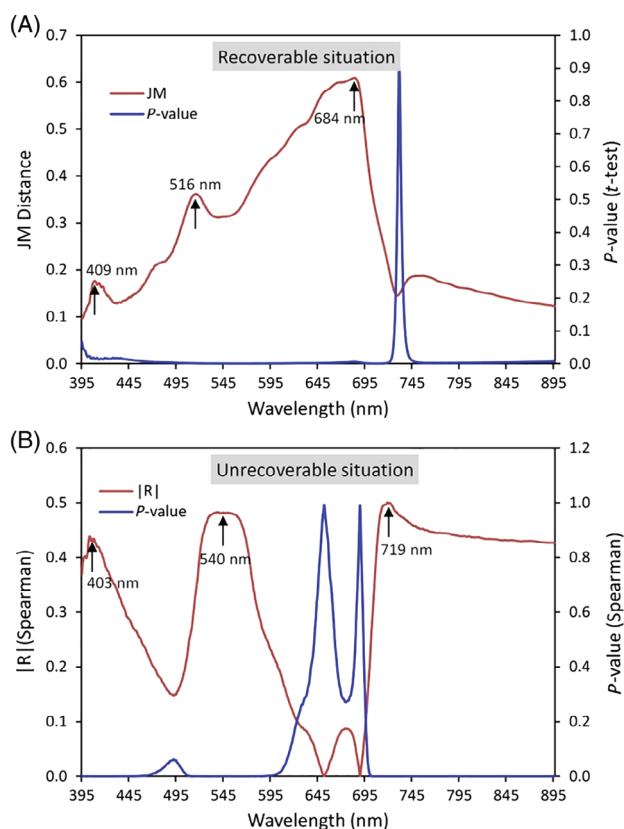 (A)
Recoverable situation
JM
P-value
409 nm
516 nm
684 nm
JM Distance
0.7
0.6
0.5
0.4
0.3
0.2
0.1
0.0
P-value (t-test)
1.0
0.9
0.8
0.7
0.6
0.5
0.4
0.3
0.2
0.1
0.0
395 445 495 545 595 645 695 745 795 845 895
Wavelength (nm)
(B)
Unrecoverable situation
|R|
P-value
403 nm
540 nm
719 nm
|R|(Spearman)
0.6
0.5
0.4
0.3
0.2
0.1
0.0
P-value (Spearman)
1.2
1.0
0.8
0.6
0.4
0.2
0.0
395 445 495 545 595 645 695 745 795 845 895
Wavelength (nm)